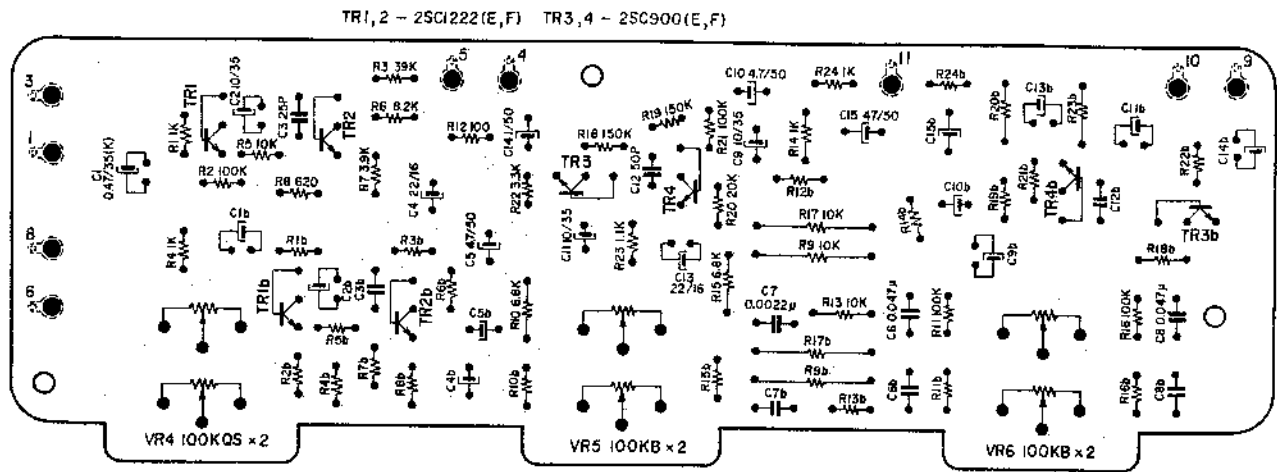 TR1, 2 – 2SC1222(E,F) TR3,4 – 2SC900(E,F)
3
1
8
6
5
4
11
10
9
C1 0.47/35(K)
R1 1K
TR1
C2 10/35
C3 25P
TR2
R3 39K
R6 8.2K
R5 10K
R2 100K
R8 620
R7 3.9K
R12 100
C4 22/16
C14 1/50
R22 3.3K
R18 150K
TR3
R19 150K
C12 50P
TR4
R21 100K
C10 4.7/50
C9 10/35
R14 1K
R24 1K
C15 47/50
R24b
C15b
R20b
C13b
R23b
C11b
C14b
R22b
R4 1K
C1b
R1b
R3b
C5 47/50
C11 10/35
R23 1.1K
C13 22/16
R20 20K
R12b
R17 10K
R9 10K
R14b
C10b
R19b
R21b
TR4b
C12b
C9b
TR3b
R18b
TR1b
C2b
C3b
TR2b
R6b
R5b
C5b
R10 6.8K
R15 6.8K
C7 0.0022μ
R13 10K
C6 0.047μ
R11 100K
R16 100K
C8 0.047μ
R17b
R2b
R4b
R7b
R8b
C4b
R10b
R15b
R9b
C7b
R13b
C6b
R11b
R16b
C8b
VR4 100KQS × 2
VR5 100KB × 2
VR6 100KB × 2